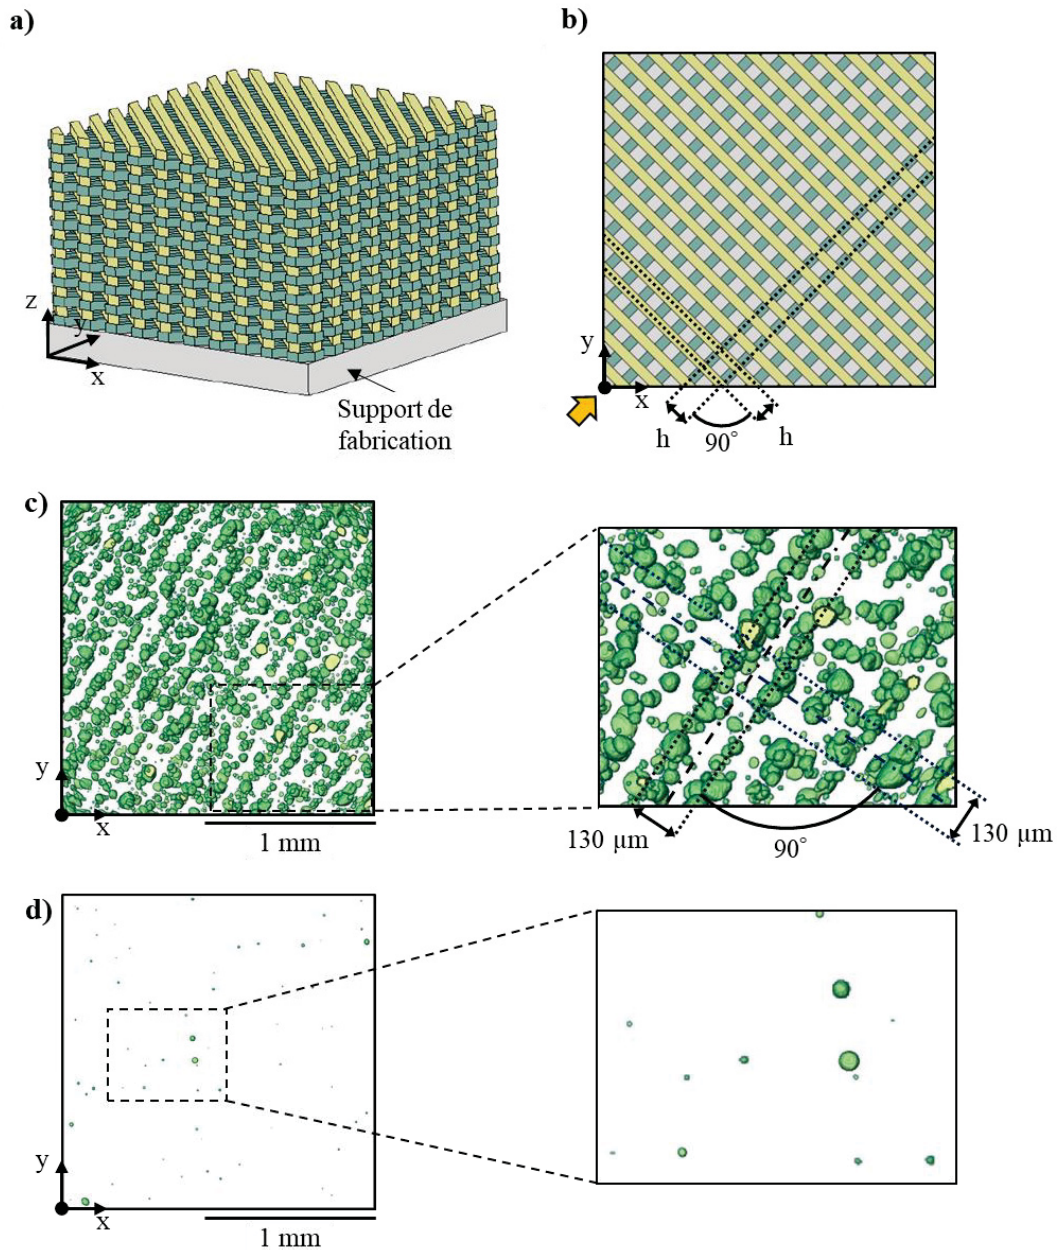 a)
z
y
x
Support de
fabrication
b)
y
x
h
90°
h
c)
y
x
1 mm
130 µm
90°
130 µm
d)
y
x
1 mm